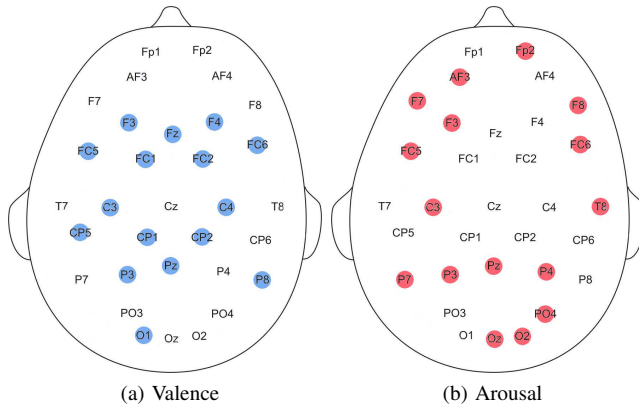 Fp1 Fp2
AF3 AF4
F7 F8
F3 Fz F4
FC5 FC1 FC2 FC6
T7 C3 Cz C4 T8
CP5 CP1 CP2 CP6
P7 P3 Pz P4 P8
PO3 PO4
O1 Oz O2
(a) Valence
Fp1 Fp2
AF3 AF4
F7 F8
F3 Fz F4
FC5 FC1 FC2 FC6
T7 C3 Cz C4 T8
CP5 CP1 CP2 CP6
P7 P3 Pz P4 P8
PO3 PO4
O1 Oz O2
(b) Arousal